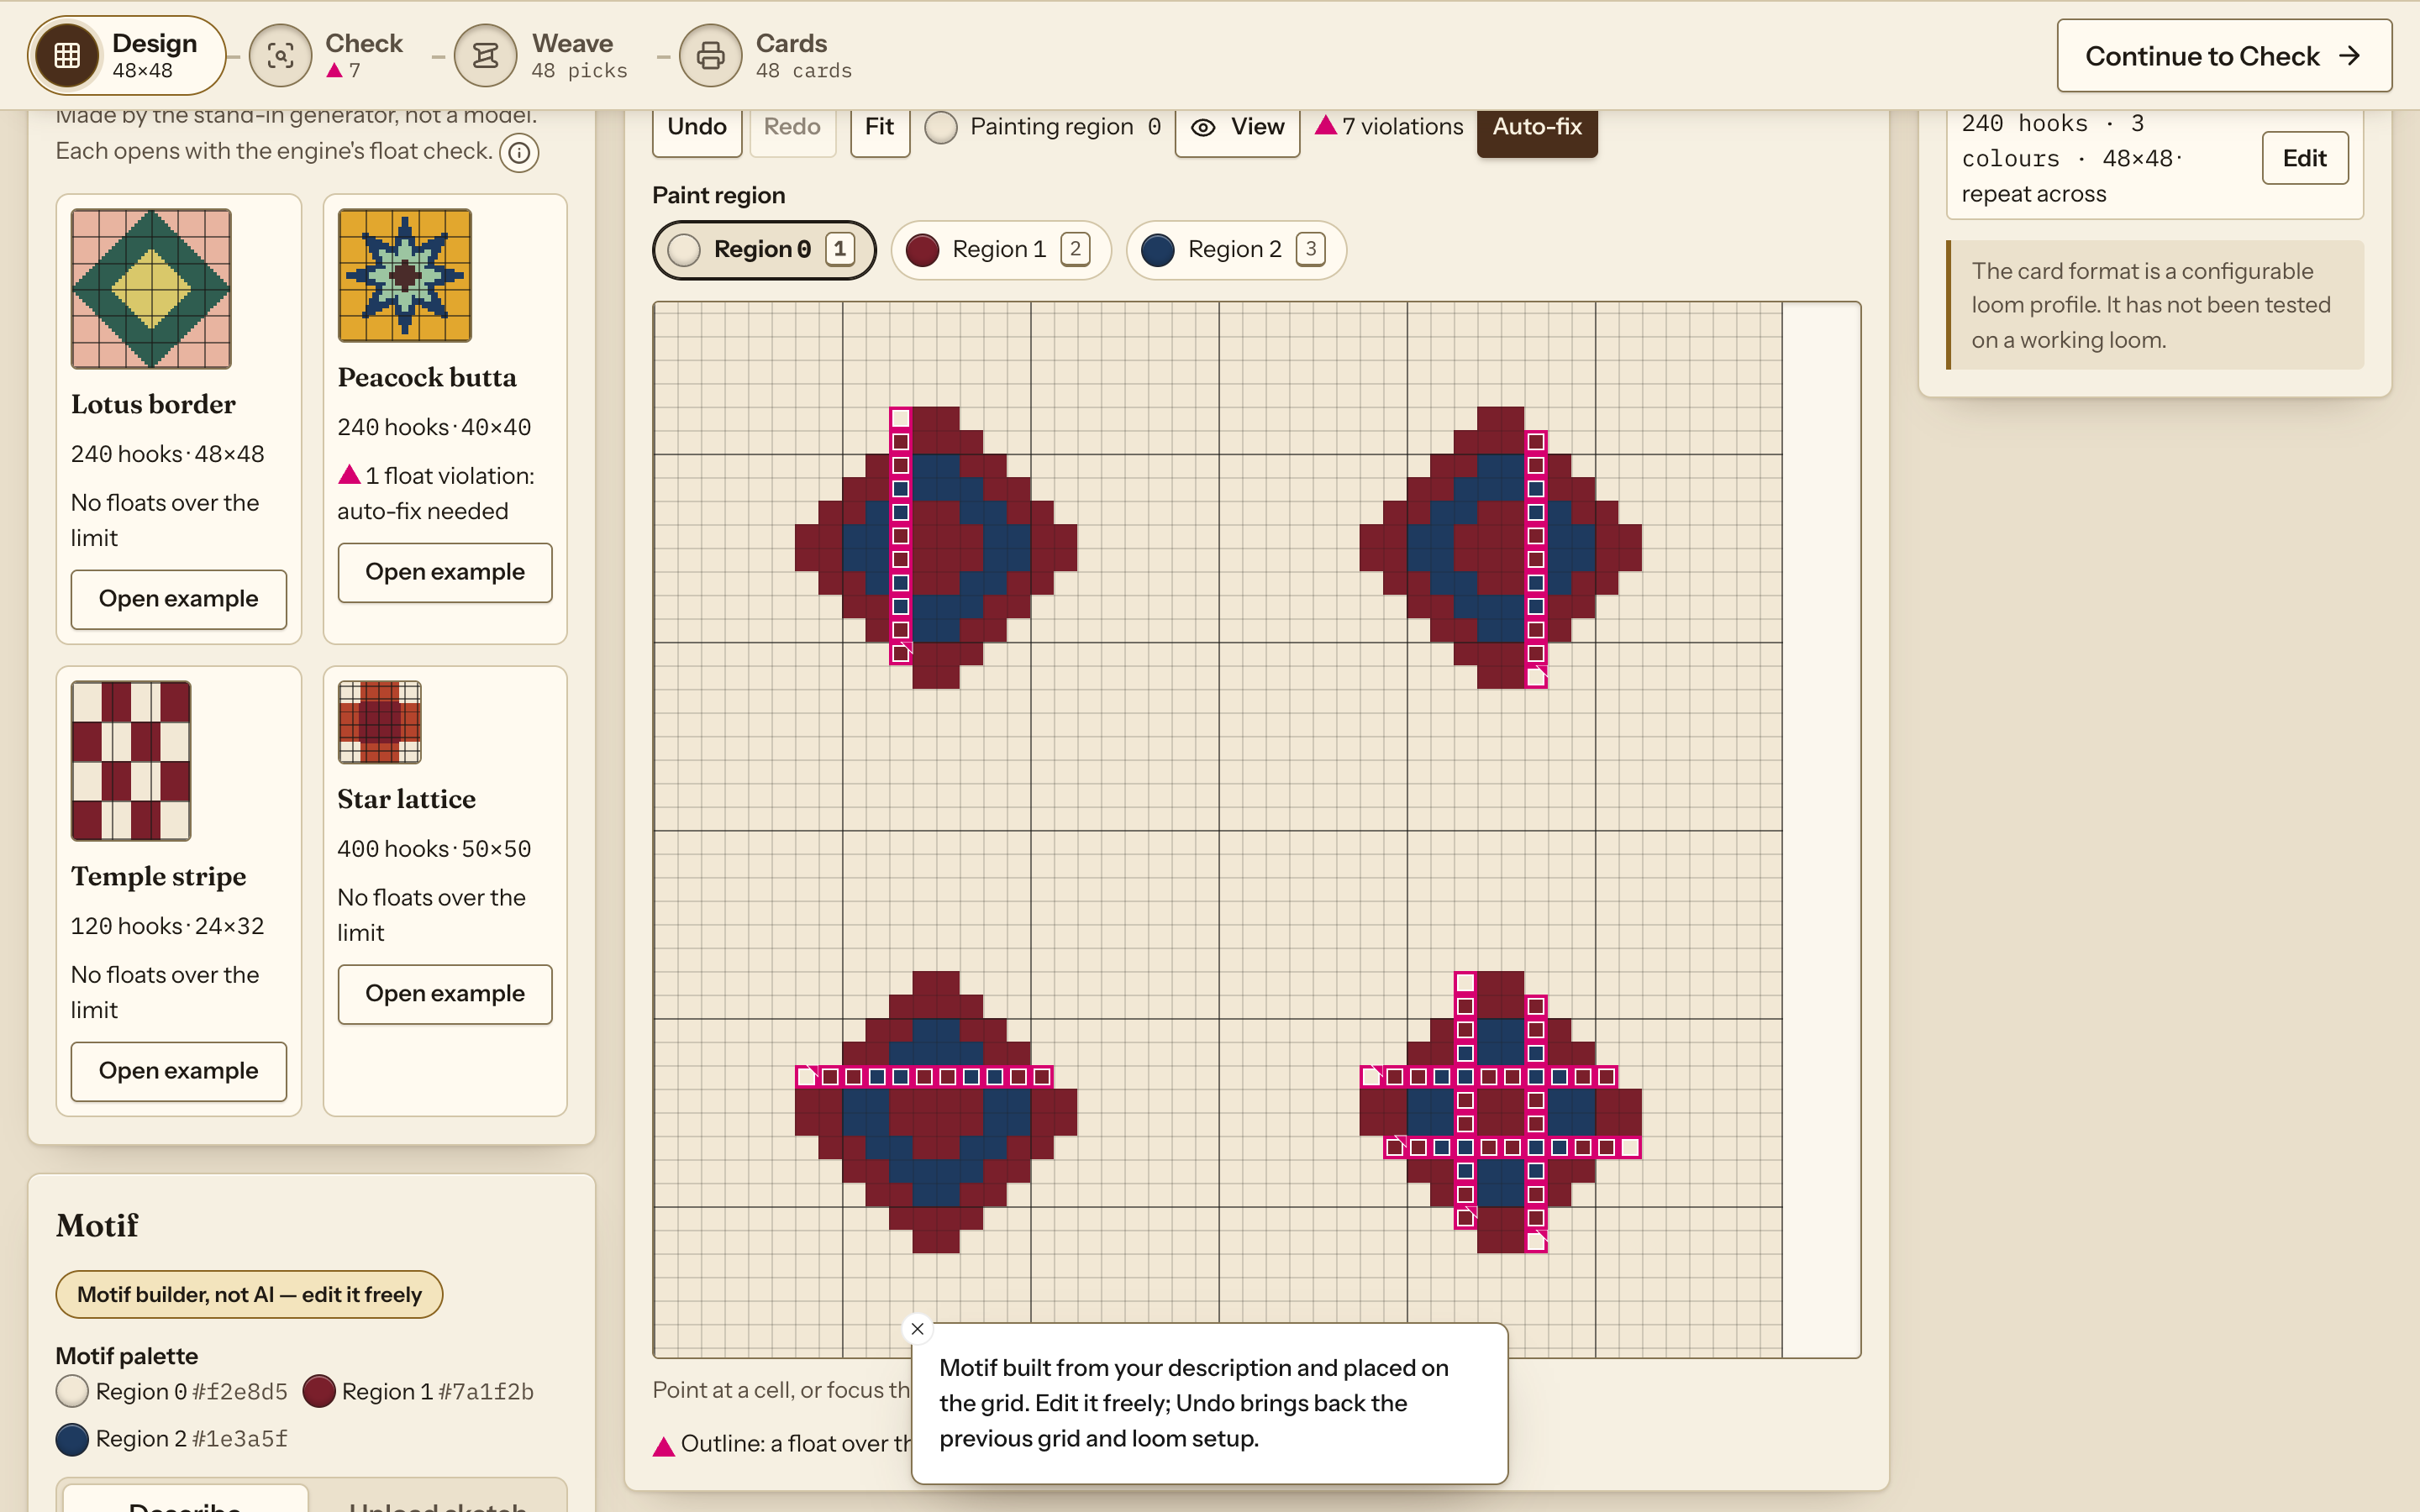 Design
48×48
Check
7
Weave
48 picks
Cards
48 cards
Continue to Check
Made by the stand-in generator, not a model.
Each opens with the engine's float check.
Lotus border
240 hooks·48×48
No floats over the
limit
Open example
Peacock butta
240 hooks·40×40
1 float violation:
auto-fix needed
Open example
Temple stripe
120 hooks·24×32
No floats over the
limit
Open example
Star lattice
400 hooks·50×50
No floats over the
limit
Open example
Motif
Motif builder, not AI — edit it freely
Motif palette
Region 0 #f2e8d5
Region 1 #7a1f2b
Region 2 #1e3a5f
Describe
Upload sketch
Undo
Redo
Fit
Painting region 0
View
7 violations
Auto-fix
Paint region
Region 0 1
Region 1 2
Region 2 3
Point at a cell, or focus th
Outline: a float over th
Motif built from your description and placed on
the grid. Edit it freely; Undo brings back the
previous grid and loom setup.
240 hooks · 3
colours · 48×48·
repeat across
Edit
The card format is a configurable
loom profile. It has not been tested
on a working loom.